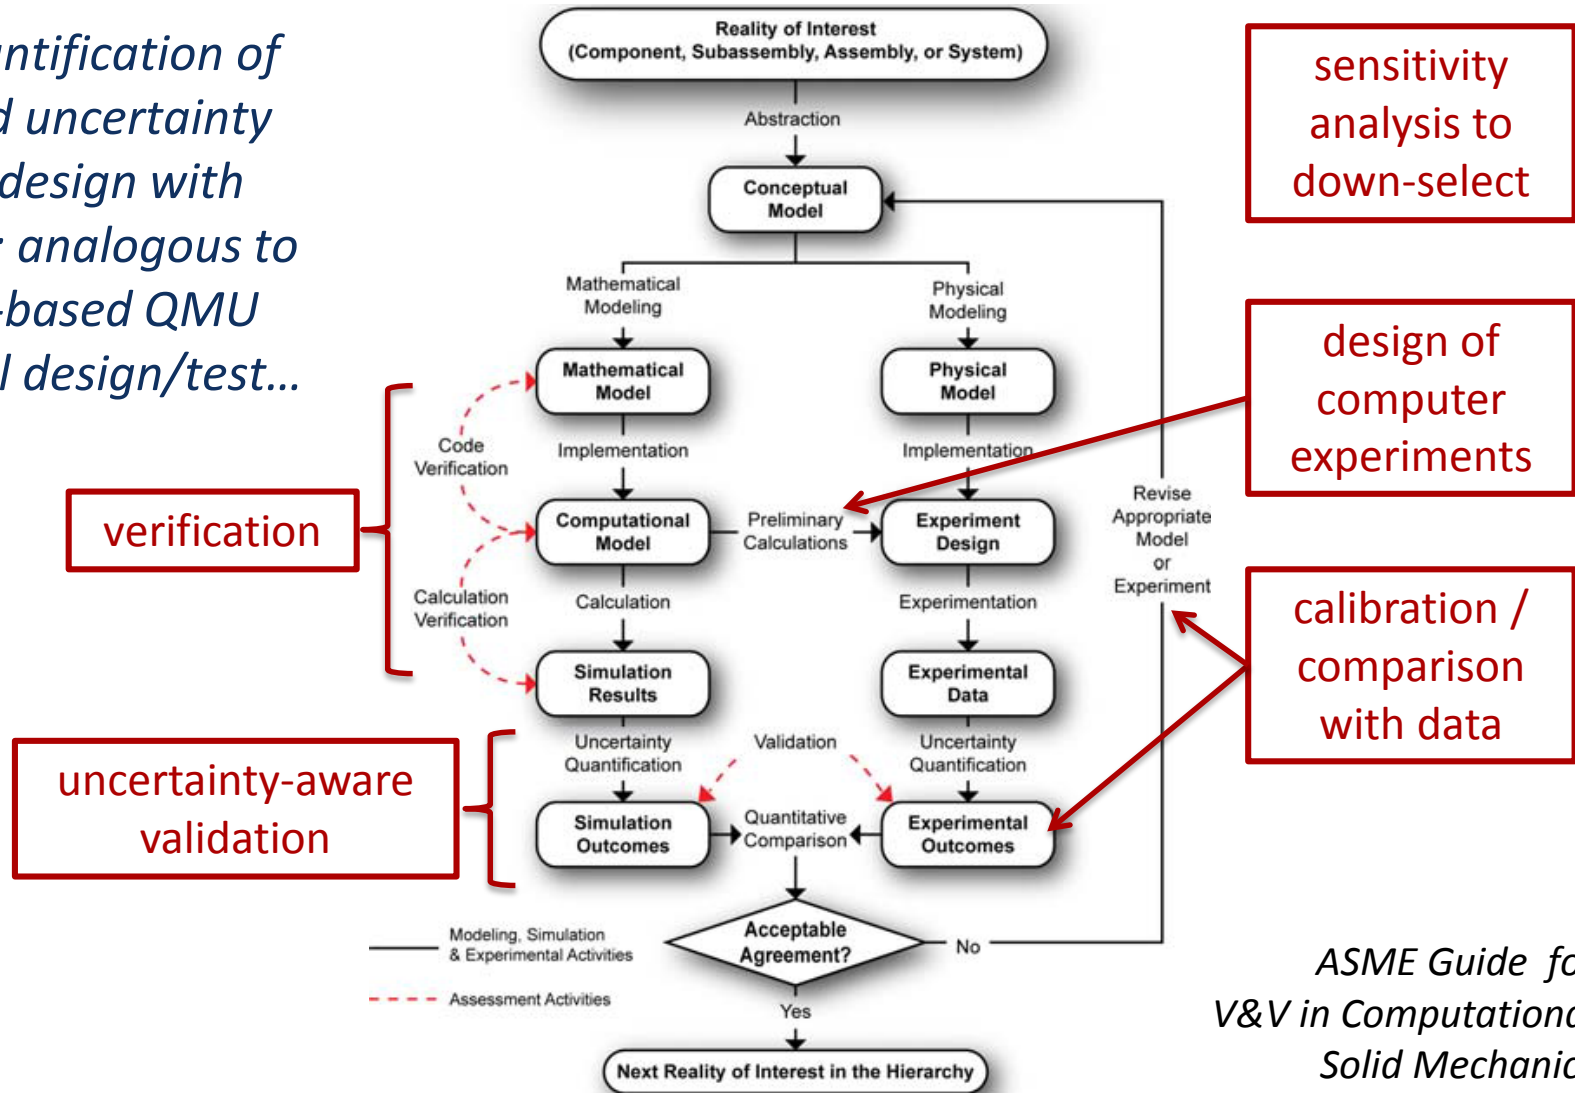 ntification of
d uncertainty
design with
; analogous to
-based QMU
l design/test…
Reality of Interest
(Component, Subassembly, Assembly, or System)
Abstraction
Conceptual
Model
Mathematical
Modeling
Physical
Modeling
Mathematical
Model
Physical
Model
Code
Verification
Implementation
Implementation
Computational
Model
Preliminary
Calculations
Experiment
Design
Calculation
Verification
Calculation
Experimentation
Simulation
Results
Experimental
Data
Uncertainty
Quantification
Validation
Uncertainty
Quantification
Simulation
Outcomes
Quantitative
Comparison
Experimental
Outcomes
Acceptable
Agreement?
No
Yes
Next Reality of Interest in the Hierarchy
Revise
Appropriate
Model
or
Experiment
Modeling, Simulation
& Experimental Activities
Assessment Activities
verification
uncertainty-aware
validation
sensitivity
analysis to
down-select
design of
computer
experiments
calibration /
comparison
with data
ASME Guide fo
V&V in Computationa
Solid Mechanic